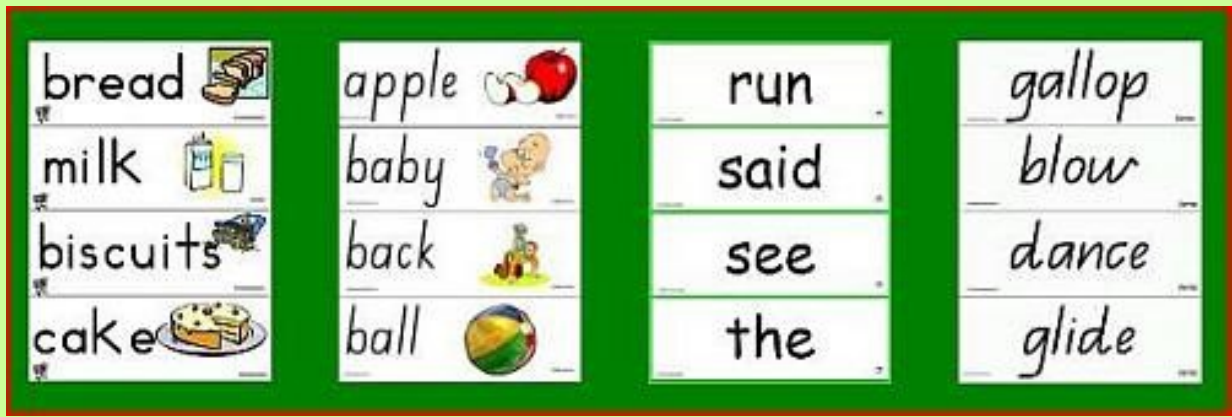 bread
milk
biscuits
cake
apple
baby
back
ball
run
said
see
the
gallop
blow
dance
glide